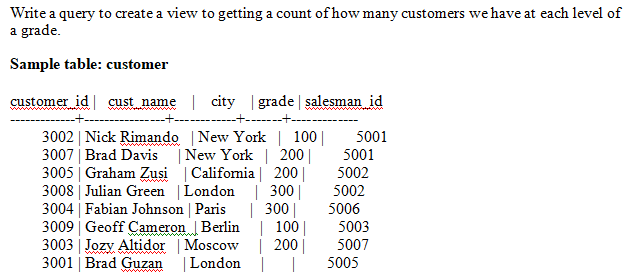 Write a query to create a view to getting a count of how many customers we have at each level of
a grade.
Sample table: customer
customer_id | cust_name | city | grade | salesman_id
-------------+----------------+------------+-------+-------------
3002 | Nick Rimando | New York | 100 | 5001
3007 | Brad Davis | New York | 200 | 5001
3005 | Graham Zusi | California | 200 | 5002
3008 | Julian Green | London | 300 | 5002
3004 | Fabian Johnson | Paris | 300 | 5006
3009 | Geoff Cameron | Berlin | 100 | 5003
3003 | Jozy Altidor | Moscow | 200 | 5007
3001 | Brad Guzan | London | | 5005